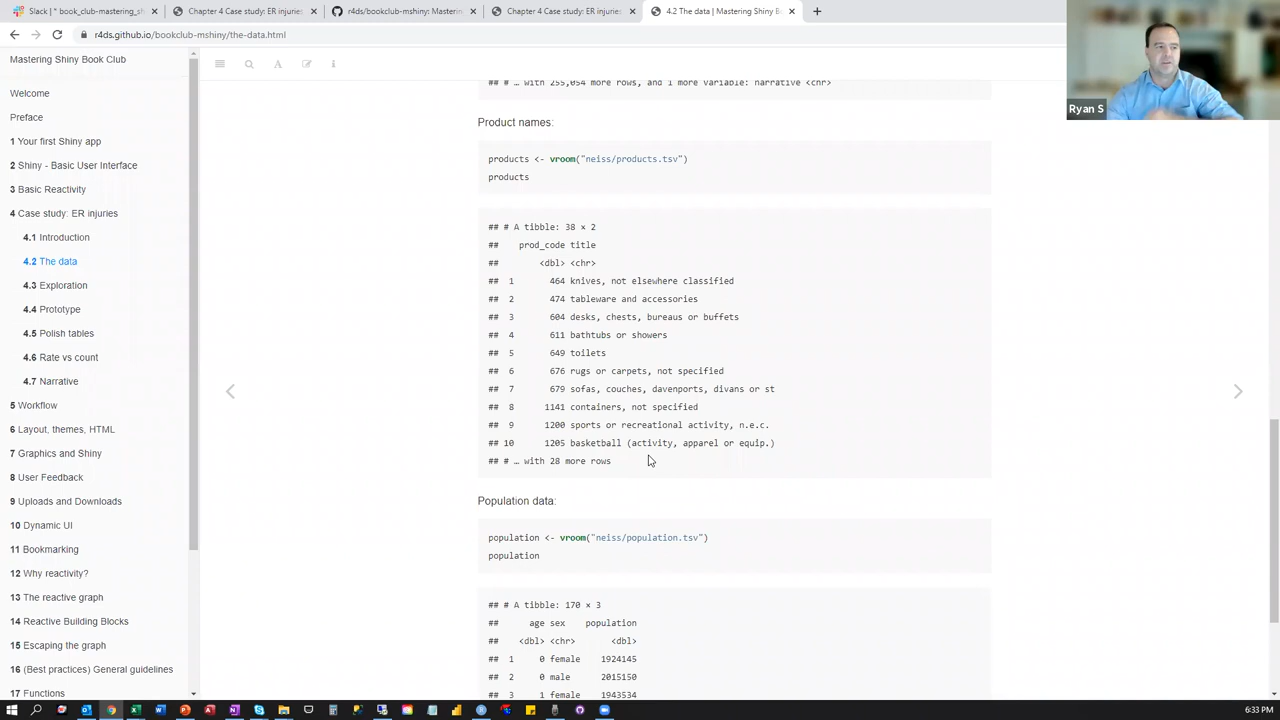 Slack | * book_club-mastering_sh
Chapter 4 Case study: ER injuries
r4ds/bookclub-mshiny: Masterin
Chapter 4 Case study: ER injuries
4.2 The data | Mastering Shiny Bo
r4ds.github.io/bookclub-mshiny/the-data.html
Mastering Shiny Book Club
Welcome
Preface
1 Your first Shiny app
2 Shiny - Basic User Interface
3 Basic Reactivity
4 Case study: ER injuries
4.1 Introduction
4.2 The data
4.3 Exploration
4.4 Prototype
4.5 Polish tables
4.6 Rate vs count
4.7 Narrative
5 Workflow
6 Layout, themes, HTML
7 Graphics and Shiny
8 User Feedback
9 Uploads and Downloads
10 Dynamic UI
11 Bookmarking
12 Why reactivity?
13 The reactive graph
14 Reactive Building Blocks
15 Escaping the graph
16 (Best practices) General guidelines
17 Functions
## # … with 255,054 more rows, and 1 more variable: narrative <chr>
Product names:
products <- vroom("neiss/products.tsv")
products
## # A tibble: 38 × 2
## prod_code title
## <dbl> <chr>
## 1 464 knives, not elsewhere classified
## 2 474 tableware and accessories
## 3 604 desks, chests, bureaus or buffets
## 4 611 bathtubs or showers
## 5 649 toilets
## 6 676 rugs or carpets, not specified
## 7 679 sofas, couches, davenports, divans or st
## 8 1141 containers, not specified
## 9 1200 sports or recreational activity, n.e.c.
## 10 1205 basketball (activity, apparel or equip.)
## # … with 28 more rows
Population data:
population <- vroom("neiss/population.tsv")
population
## # A tibble: 170 × 3
## age sex population
## <dbl> <chr> <dbl>
## 1 0 female 1924145
## 2 0 male 2015150
## 3 1 female 1943534
Ryan S
6:33 PM